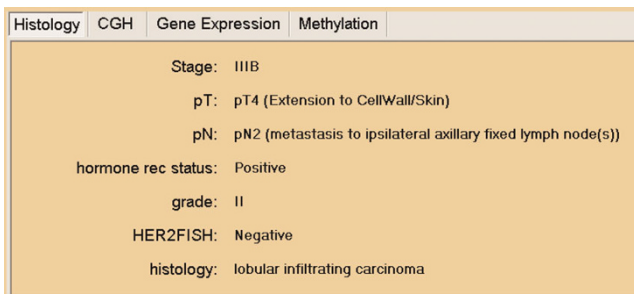 Histology CGH Gene Expression Methylation
Stage: IIIB
pT: pT4 (Extension to CellWall/Skin)
pN: pN2 (metastasis to ipsilateral axillary fixed lymph node(s))
hormone rec status: Positive
grade: II
HER2FISH: Negative
histology: lobular infiltrating carcinoma